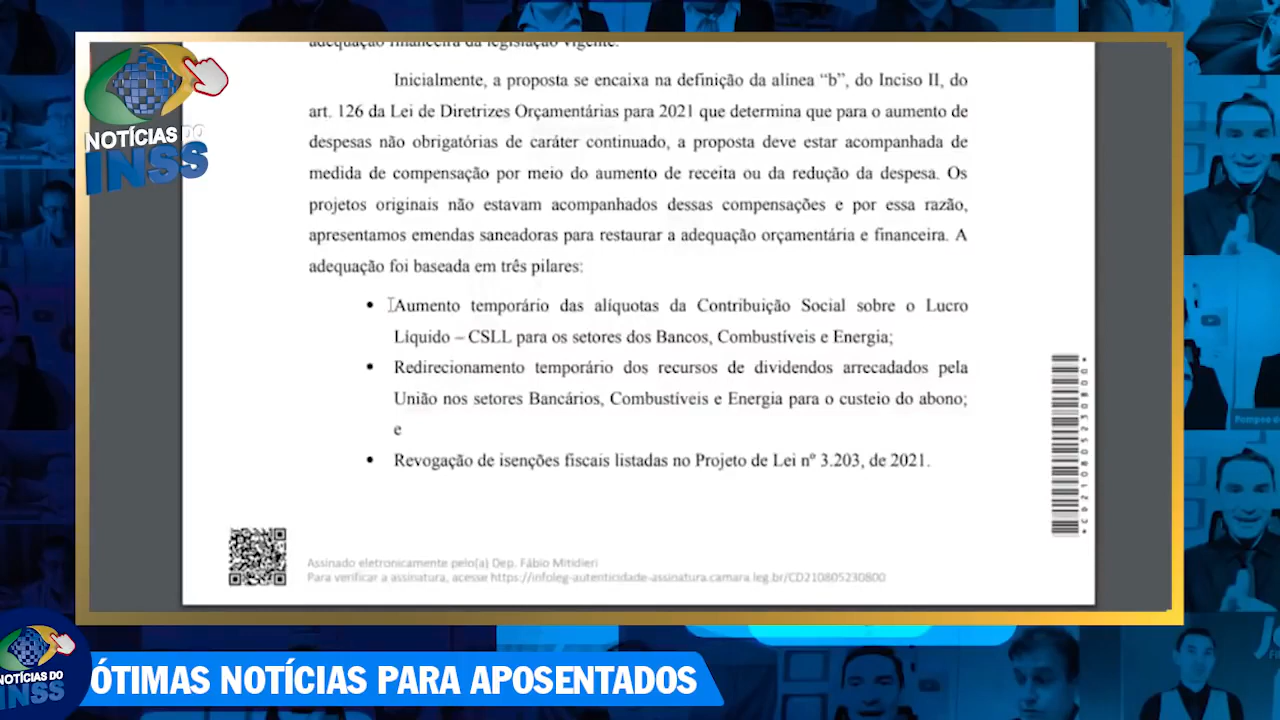 adequação financeira da legislação vigente.
Inicialmente, a proposta se encaixa na definição da alínea “b”, do Inciso II, do
art. 126 da Lei de Diretrizes Orçamentárias para 2021 que determina que para o aumento de
despesas não obrigatórias de caráter continuado, a proposta deve estar acompanhada de
medida de compensação por meio do aumento de receita ou da redução da despesa. Os
projetos originais não estavam acompanhados dessas compensações e por essa razão,
apresentamos emendas saneadoras para restaurar a adequação orçamentária e financeira. A
adequação foi baseada em três pilares:
• Aumento temporário das alíquotas da Contribuição Social sobre o Lucro
Líquido – CSLL para os setores dos Bancos, Combustíveis e Energia;
• Redirecionamento temporário dos recursos de dividendos arrecadados pela
União nos setores Bancários, Combustíveis e Energia para o custeio do abono;
e
• Revogação de isenções fiscais listadas no Projeto de Lei nº 3.203, de 2021.
Assinado eletronicamente pelo(a) Dep. Fábio Mitidieri
Para verificar a assinatura, acesse https://infoleg-autenticidade-assinatura.camara.leg.br/CD210805230800
*CD210805230800*
NOTÍCIAS DO
INSS
NOTÍCIAS DO
INSS
ÓTIMAS NOTÍCIAS PARA APOSENTADOS